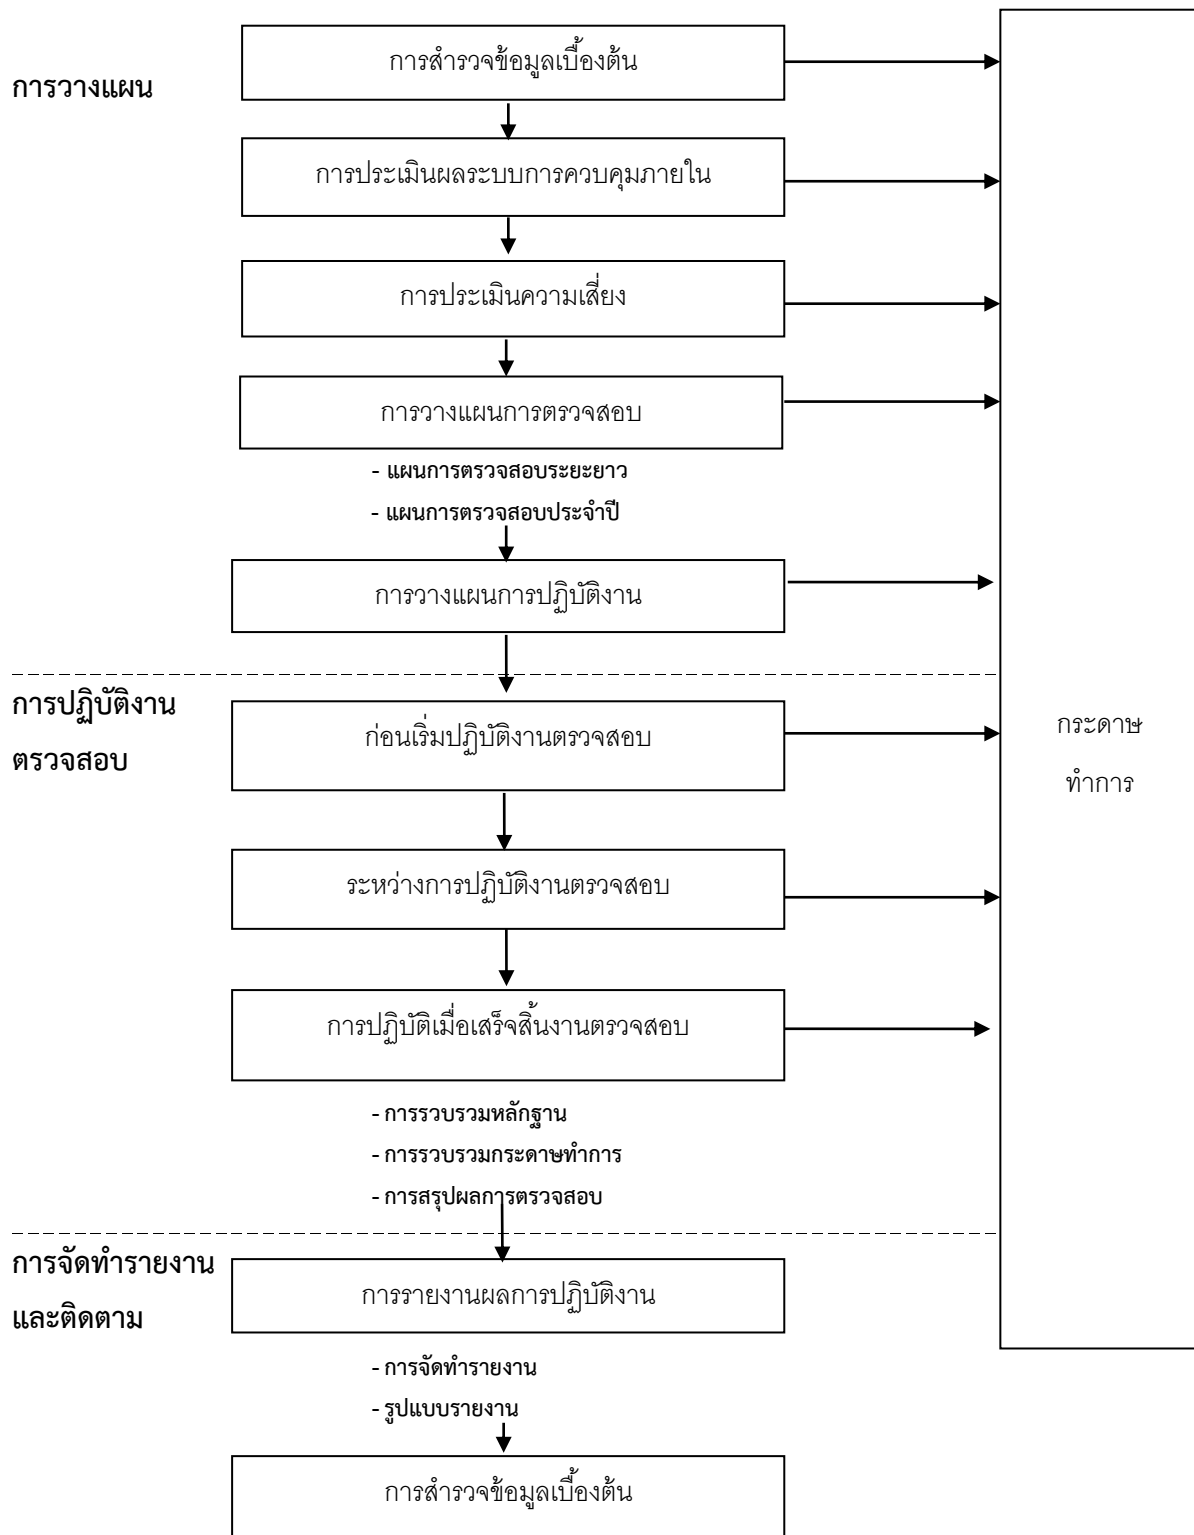 การวางแผน
การสำรวจข้อมูลเบื้องต้น
การประเมินผลระบบการควบคุมภายใน
การประเมินความเสี่ยง
การวางแผนการตรวจสอบ
- แผนการตรวจสอบระยะยาว
- แผนการตรวจสอบประจำปี
การวางแผนการปฏิบัติงาน
การปฏิบัติงาน
ตรวจสอบ
ก่อนเริ่มปฏิบัติงานตรวจสอบ
ระหว่างการปฏิบัติงานตรวจสอบ
การปฏิบัติเมื่อเสร็จสิ้นงานตรวจสอบ
- การรวบรวมหลักฐาน
- การรวบรวมกระดาษทำการ
- การสรุปผลการตรวจสอบ
กระดาษ
ทำการ
การจัดทำรายงาน
และติดตาม
การรายงานผลการปฏิบัติงาน
- การจัดทำรายงาน
- รูปแบบรายงาน
การสำรวจข้อมูลเบื้องต้น